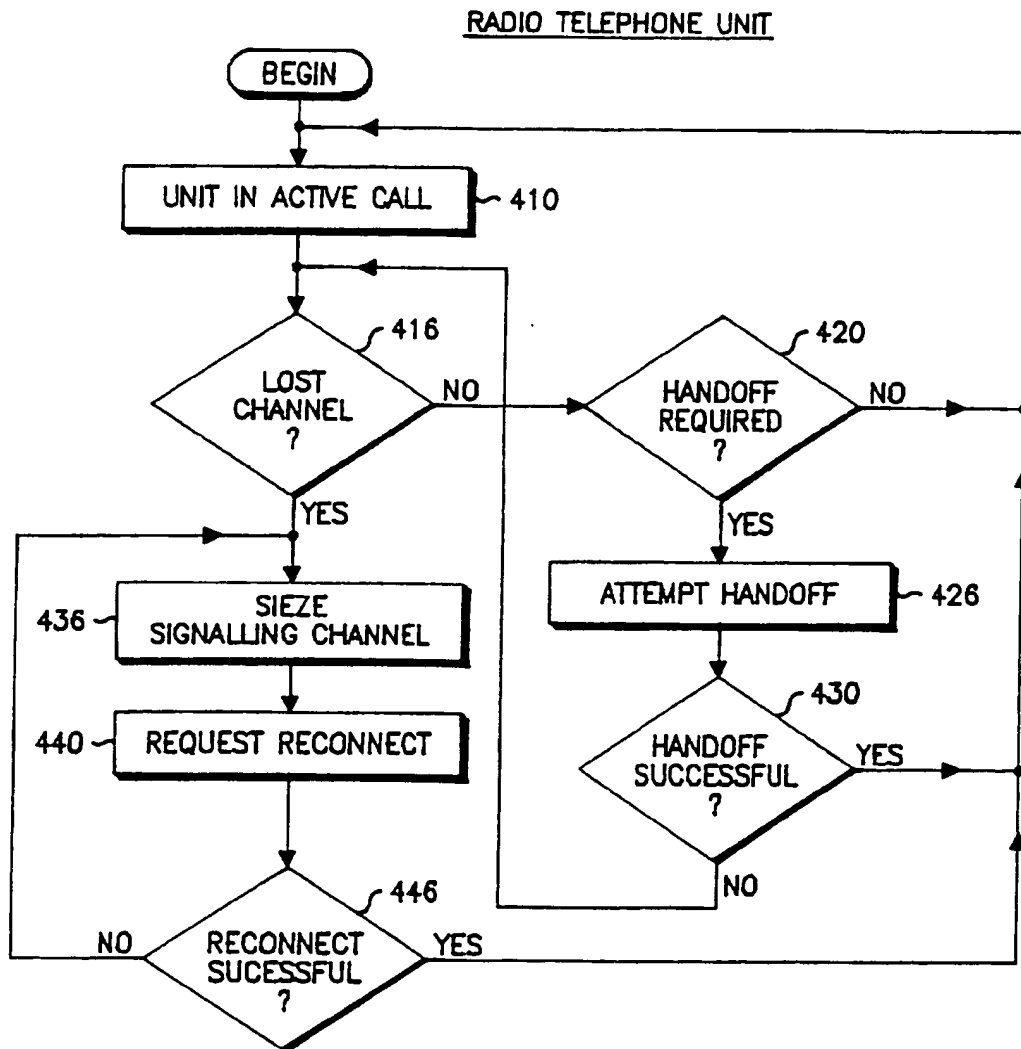 RADIO TELEPHONE UNIT
BEGIN
UNIT IN ACTIVE CALL
410
416
LOST
CHANNEL
?
NO
YES
420
HANDOFF
REQUIRED
?
NO
YES
ATTEMPT HANDOFF
426
436
SIEZE
SIGNALLING CHANNEL
430
HANDOFF
SUCCESSFUL
?
YES
NO
440
REQUEST RECONNECT
446
RECONNECT
SUCESSFUL
?
NO
YES